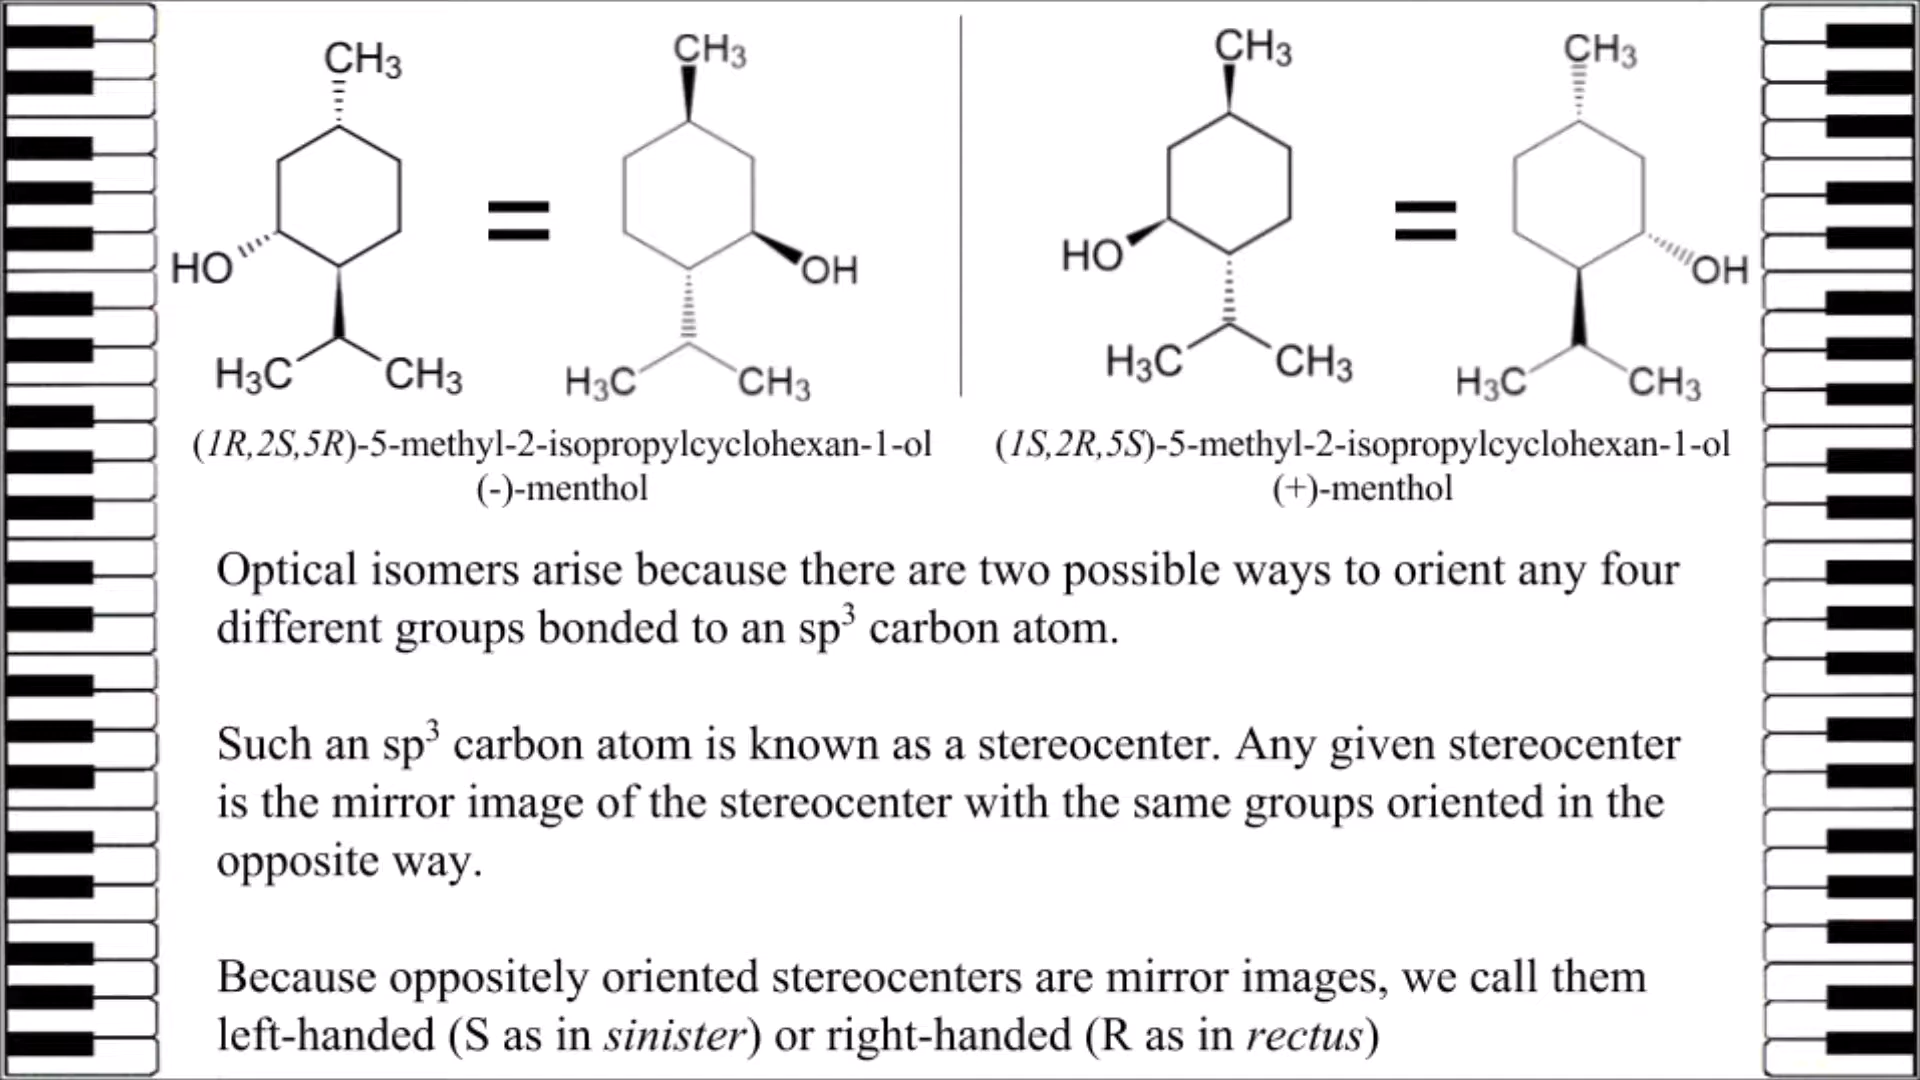 CH₃
HO
H₃C CH₃
=
CH₃
OH
H₃C CH₃
CH₃
HO
H₃C CH₃
=
CH₃
OH
H₃C CH₃
(1R,2S,5R)-5-methyl-2-isopropylcyclohexan-1-ol
(-)-menthol
(1S,2R,5S)-5-methyl-2-isopropylcyclohexan-1-ol
(+)-menthol
Optical isomers arise because there are two possible ways to orient any four
different groups bonded to an sp³ carbon atom.
Such an sp³ carbon atom is known as a stereocenter. Any given stereocenter
is the mirror image of the stereocenter with the same groups oriented in the
opposite way.
Because oppositely oriented stereocenters are mirror images, we call them
left-handed (S as in sinister) or right-handed (R as in rectus)